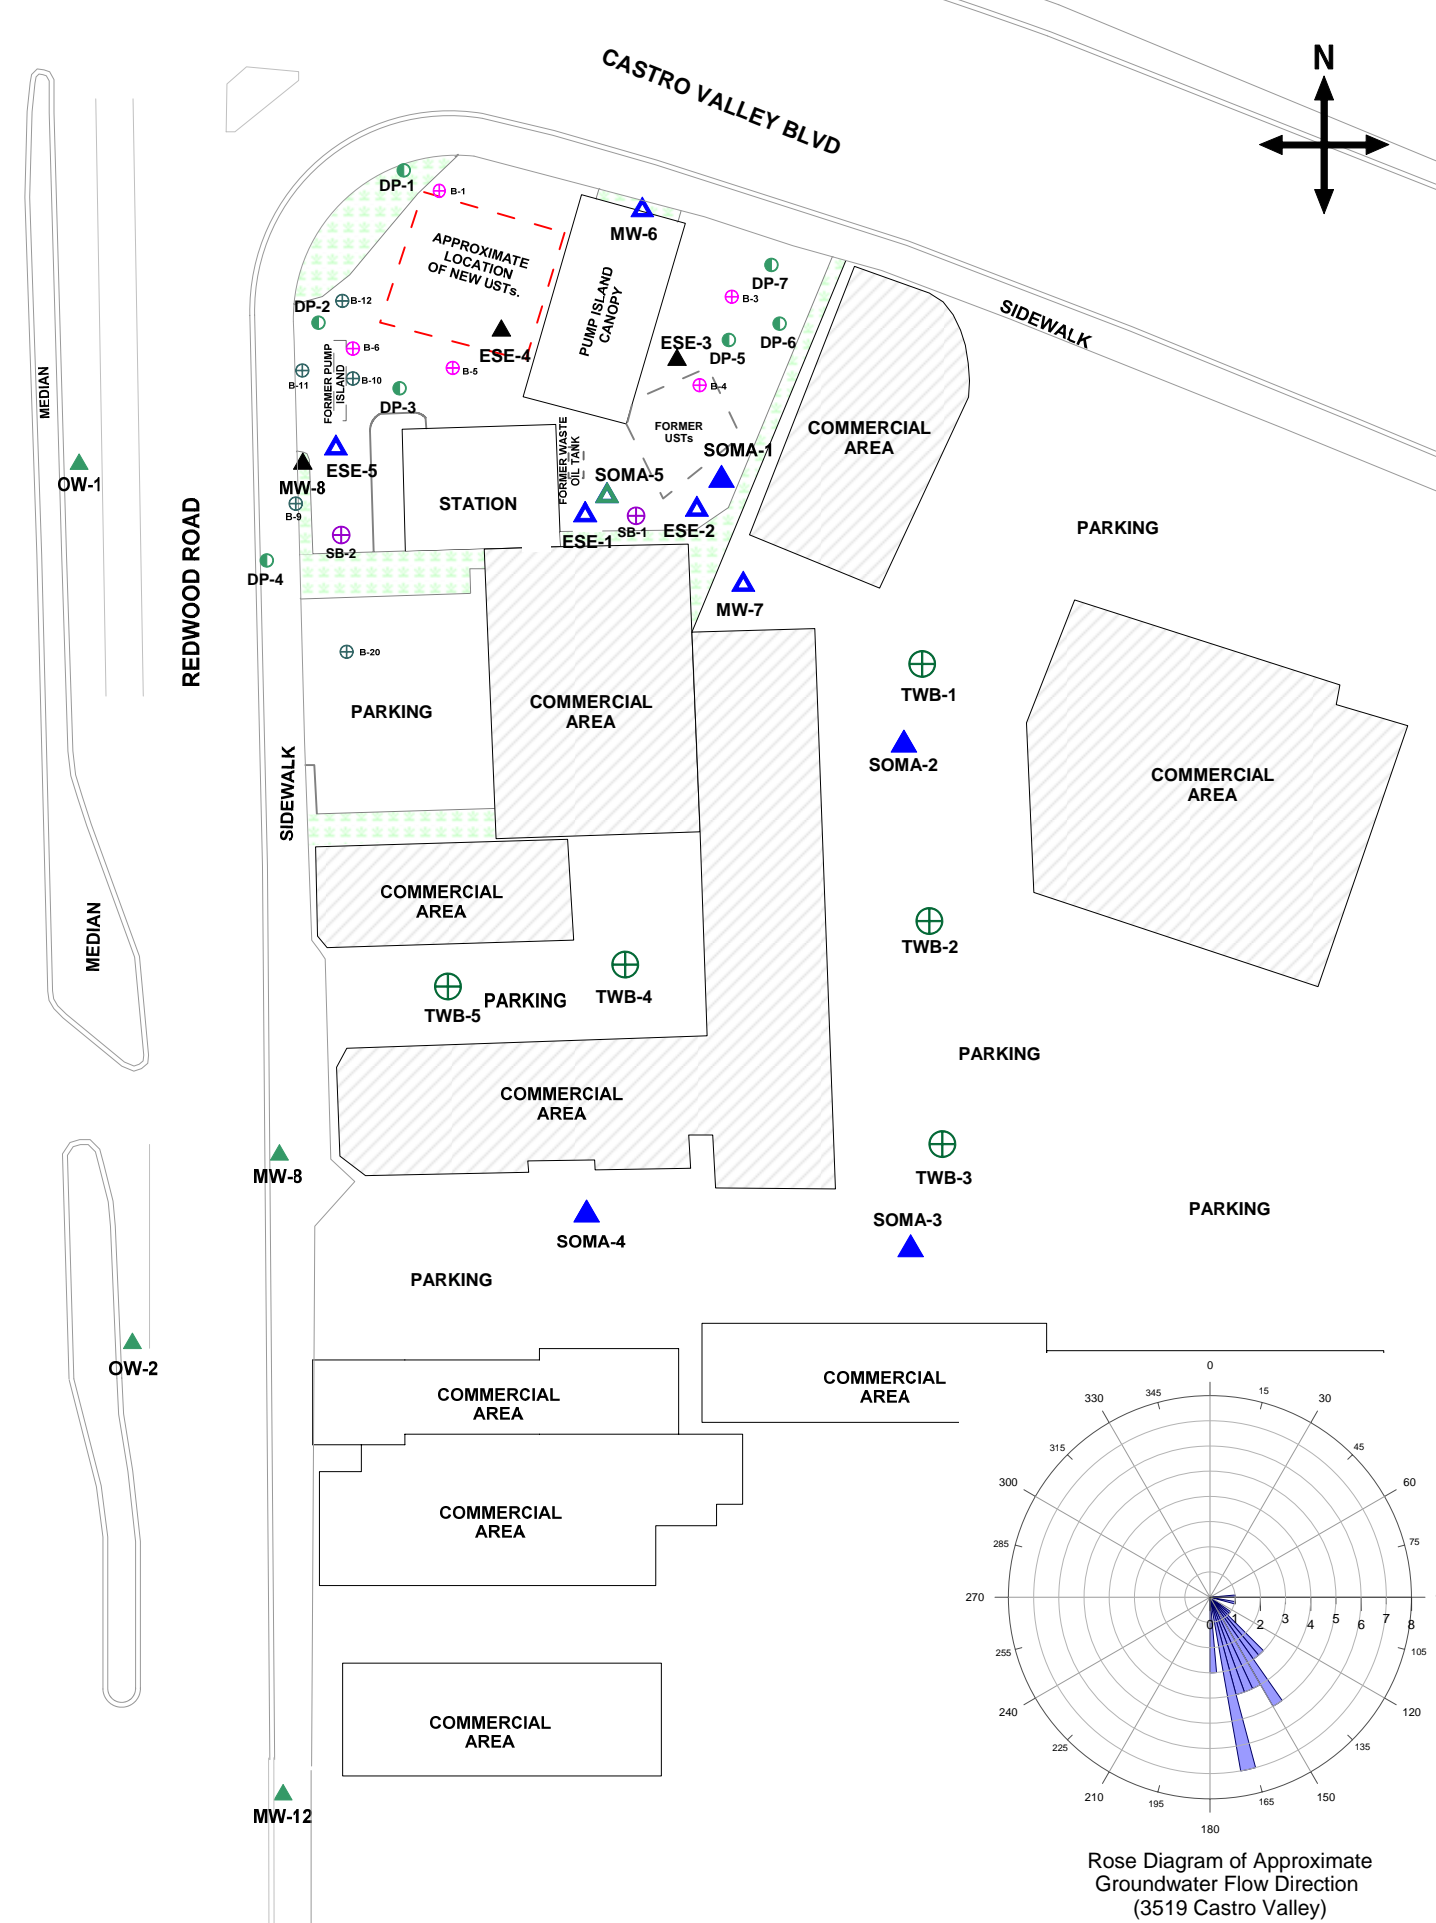 N
CASTRO VALLEY BLVD
DP-1
B-1
MW-6
APPROXIMATE
LOCATION
OF NEW USTs.
DP-7
B-3
DP-2
B-12
PUMP ISLAND
CANOPY
SIDEWALK
DP-6
ESE-3
DP-5
ESE-4
B-6
B-5
B-11
B-10
FORMER PUMP
ISLAND
B-4
DP-3
MEDIAN
FORMER
USTs
COMMERCIAL
AREA
SOMA-1
FORMER WASTE
OIL TANK
ESE-5
SOMA-5
OW-1
MW-8
STATION
B-9
SB-1
ESE-2
PARKING
ESE-1
SB-2
DP-4
MW-7
REDWOOD ROAD
B-20
TWB-1
COMMERCIAL
AREA
PARKING
SOMA-2
COMMERCIAL
AREA
SIDEWALK
COMMERCIAL
AREA
MEDIAN
TWB-2
TWB-4
PARKING
TWB-5
PARKING
COMMERCIAL
AREA
MW-8
TWB-3
PARKING
SOMA-3
SOMA-4
PARKING
OW-2
COMMERCIAL
AREA
COMMERCIAL
AREA
COMMERCIAL
AREA
COMMERCIAL
AREA
MW-12
0
345
15
330
30
315
45
300
60
285
75
270
0
1
2
3
4
5
6
7
8
255
105
240
120
225
135
210
150
195
165
180
Rose Diagram of Approximate
Groundwater Flow Direction
(3519 Castro Valley)